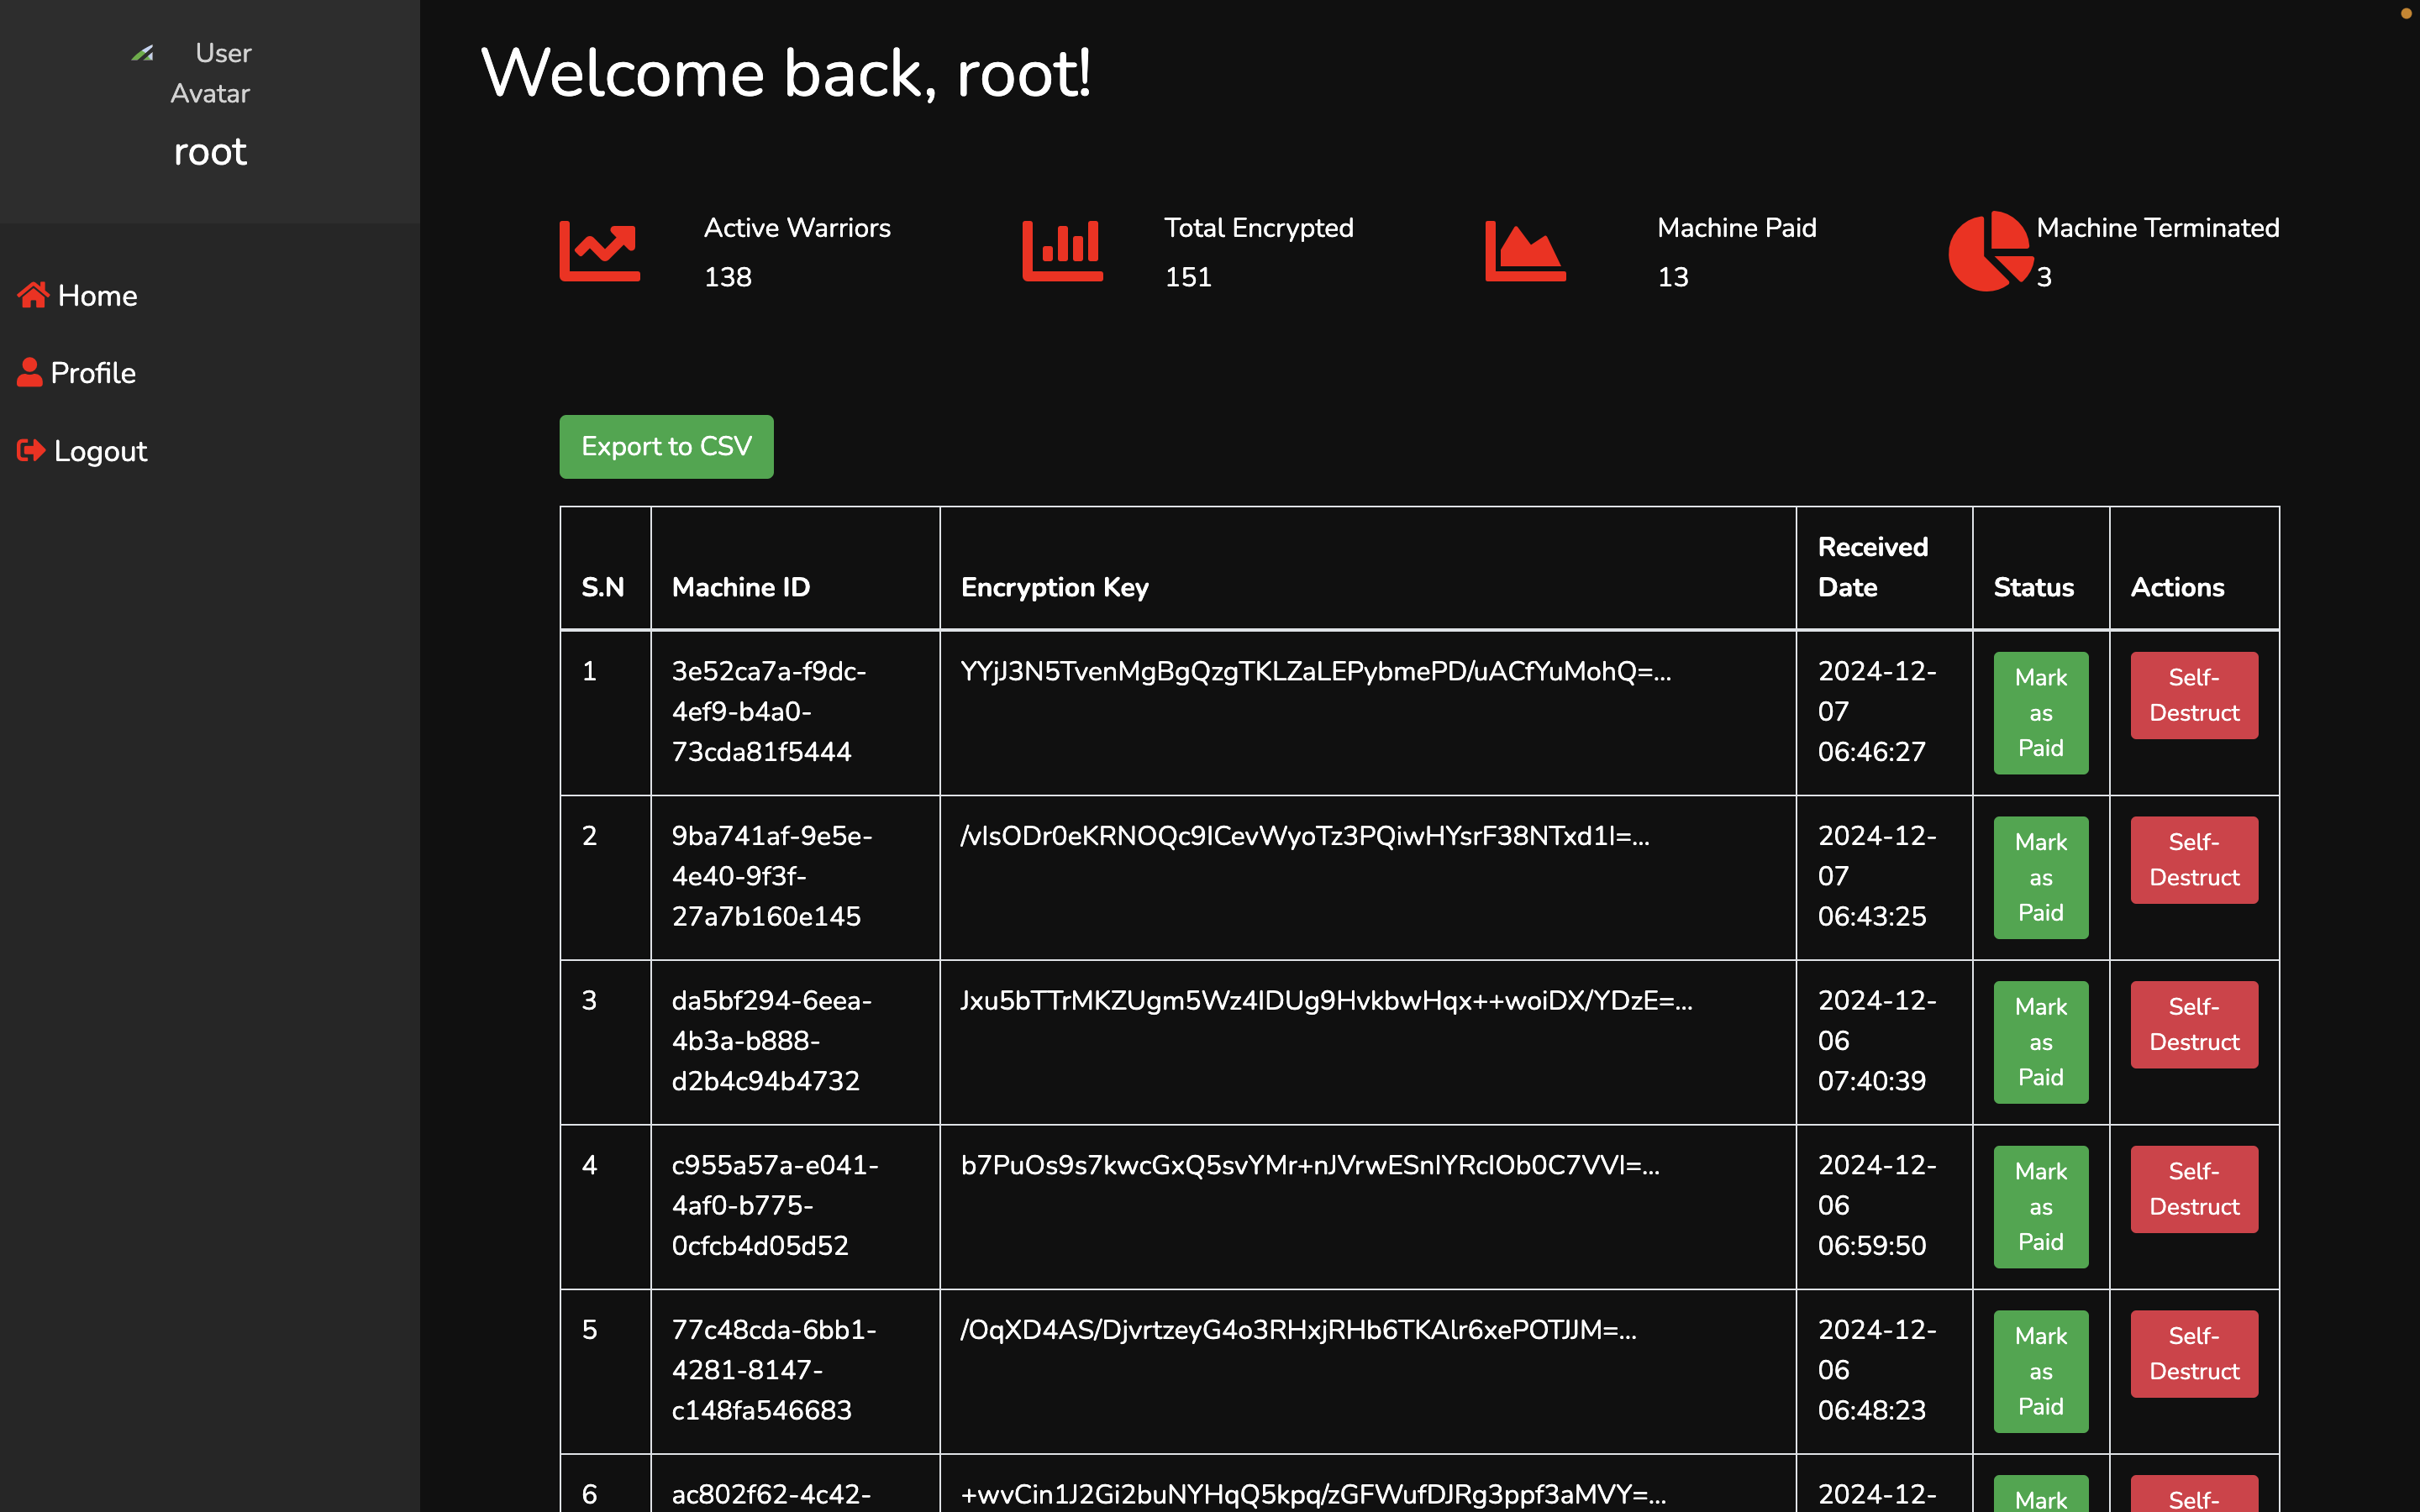 User
Avatar
root
Home
Profile
Logout
Welcome back, root!
Active Warriors
138
Total Encrypted
151
Machine Paid
13
Machine Terminated
3
Export to CSV
S.N Machine ID Encryption Key Received Date Status Actions
1 3e52ca7a-f9dc- YYjJ3N5TvenMgBgQzgTKLZaLEPybmePD/uACfYuMohQ=... 2024-12- Mark Self-
4ef9-b4a0- 07 as Destruct
73cda81f5444 06:46:27 Paid
2 9ba741af-9e5e- /vIsODr0eKRNOQc9ICevWyoTz3PQiwHYsrF38NTxd1I=... 2024-12- Mark Self-
4e40-9f3f- 07 as Destruct
27a7b160e145 06:43:25 Paid
3 da5bf294-6eea- Jxu5bTTrMKZUgm5Wz4IDUg9HvkbwHqx++woiDX/YDzE=... 2024-12- Mark Self-
4b3a-b888- 06 as Destruct
d2b4c94b4732 07:40:39 Paid
4 c955a57a-e041- b7PuOs9s7kwcGxQ5svYMr+nJVrwESnIYRcIOb0C7VVI=... 2024-12- Mark Self-
4af0-b775- 06 as Destruct
0cfcb4d05d52 06:59:50 Paid
5 77c48cda-6bb1- /OqXD4AS/DjvrtzeyG4o3RHxjRHb6TKAlr6xePOTJJM=... 2024-12- Mark Self-
4281-8147- 06 as Destruct
c148fa546683 06:48:23 Paid
6 ac802f62-4c42- +wvCin1J2Gi2buNYHqQ5kpq/zGFWufDJRg3ppf3aMVY=... 2024-12- Mark Self-